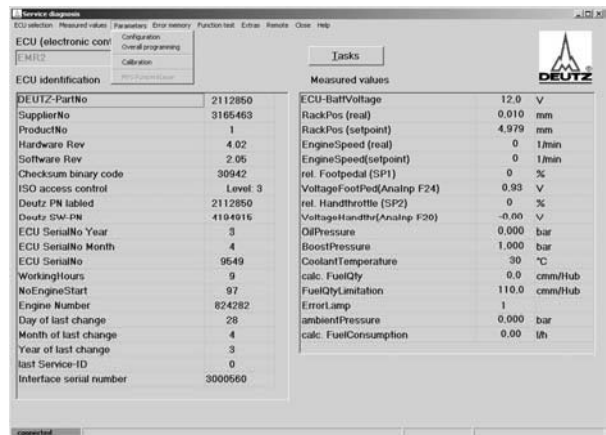 Service diagnosis
ECU selection Measured values Parameters Error memory Function test Extras Remote Close Help
Configuration
Overall programming
Calibration
ECU (electronic cont
EMR2
Tasks
DEUTZ
ECU identification
Measured values
DEUTZ-PartNo 2112850
SupplierNo 3165463
ProductNo 1
Hardware Rev 4.02
Software Rev 2.05
Checksum binary code 30942
ISO access control Level: 3
Deutz PN labled 2112850
Deutz SW-PN 4194916
ECU SerialNo Year 3
ECU SerialNo Month 4
ECU SerialNo 9549
WorkingHours 9
NoEngineStart 97
Engine Number 824282
Day of last change 28
Month of last change 4
Year of last change 3
last Service-ID 0
Interface serial number 3000560
ECU-BattVoltage 12,0 V
RackPos (real) 0,010 mm
RackPos (setpoint) 4,979 mm
EngineSpeed (real) 0 1/min
EngineSpeed(setpoint) 0 1/min
rel. Footpedal (SP1) 0 %
VoltageFootPed(AnaInp F24) 0,93 V
rel. Handthrottle (SP2) 0 %
VoltageHandthr(AnaInp F20) -0,00 V
OilPressure 0,000 bar
BoostPressure 1,000 bar
CoolantTemperature 30 °C
calc. FuelQty 0,0 cmm/Hub
FuelQtyLimitation 110,0 cmm/Hub
ErrorLamp 1
ambientPressure 0,000 bar
calc. FuelConsumption 0,00 l/h
connected